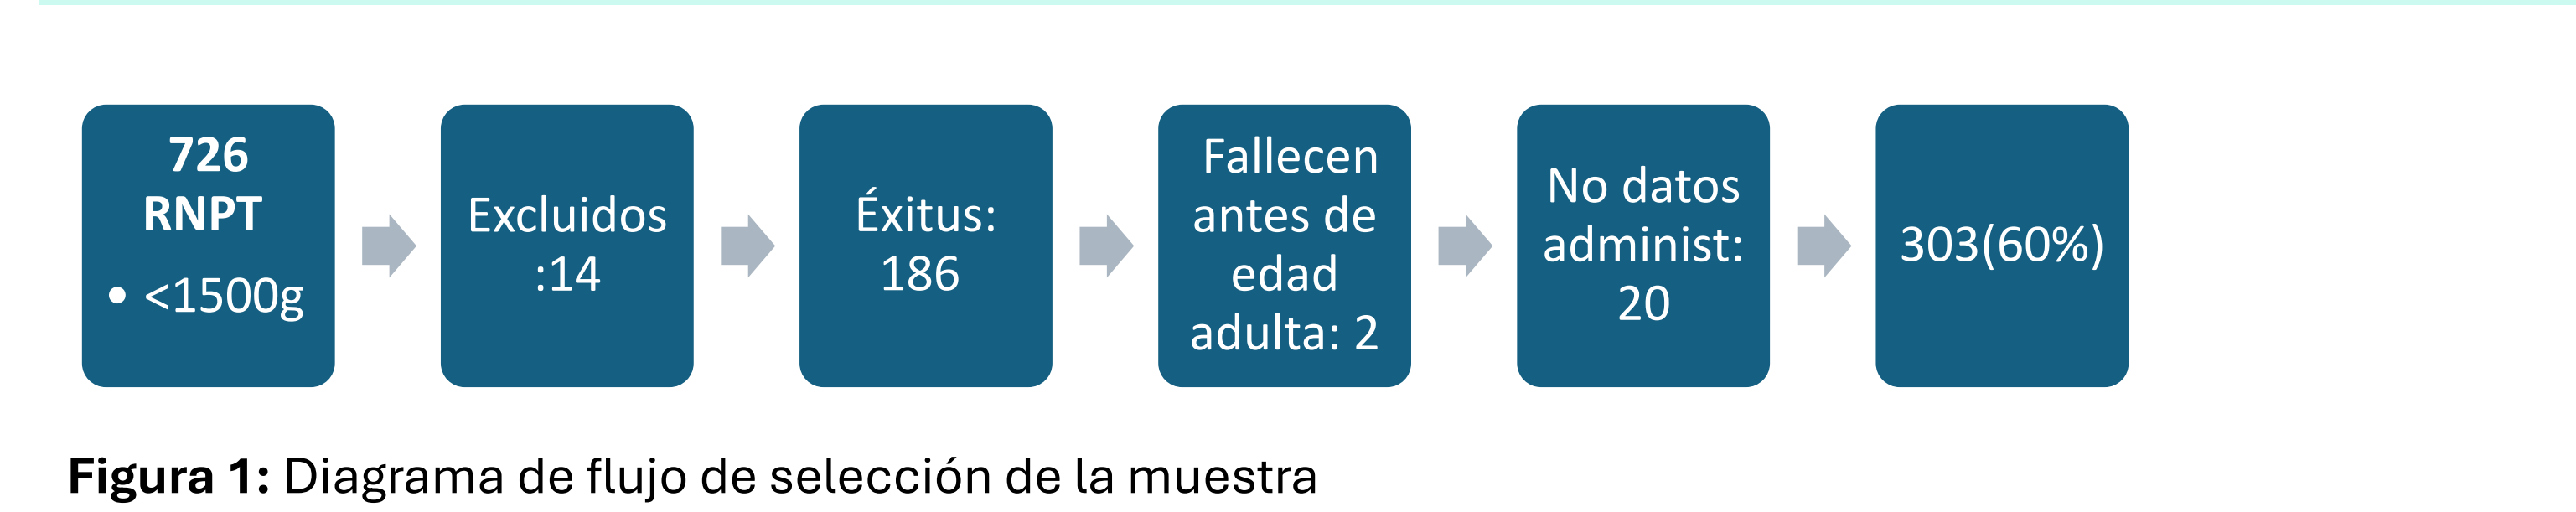 726
RNPT
• <1500g
Excluidos
:14
Éxitus:
186
Fallecen
antes de
edad
adulta: 2
No datos
administ:
20
303(60%)
Figura 1: Diagrama de flujo de selección de la muestra